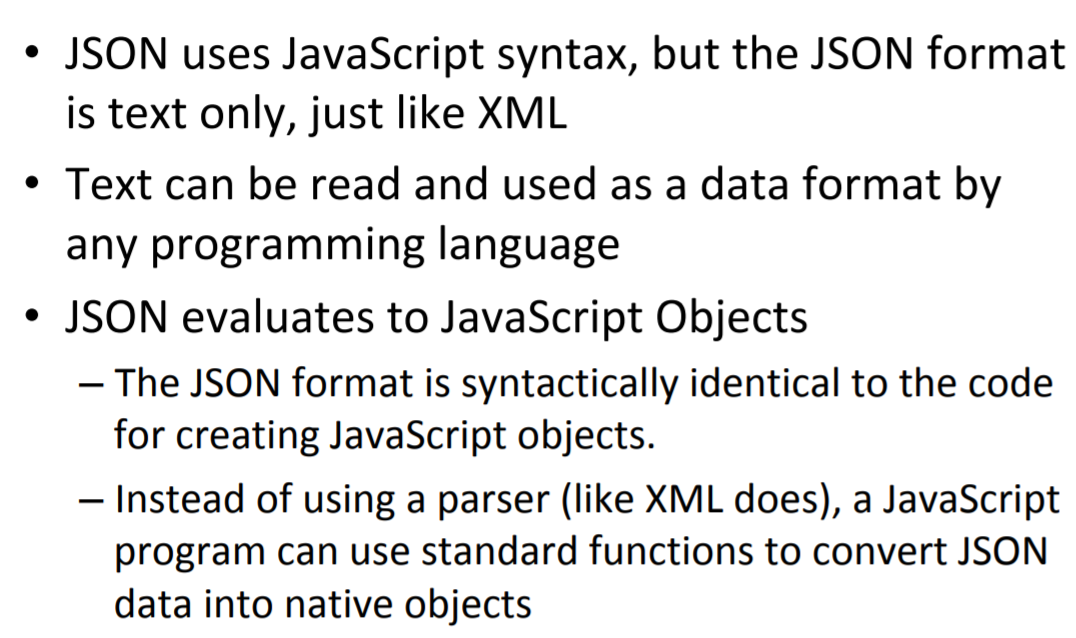 • JSON uses JavaScript syntax, but the JSON format
is text only, just like XML
• Text can be read and used as a data format by
any programming language
• JSON evaluates to JavaScript Objects
– The JSON format is syntactically identical to the code
for creating JavaScript objects.
– Instead of using a parser (like XML does), a JavaScript
program can use standard functions to convert JSON
data into native objects